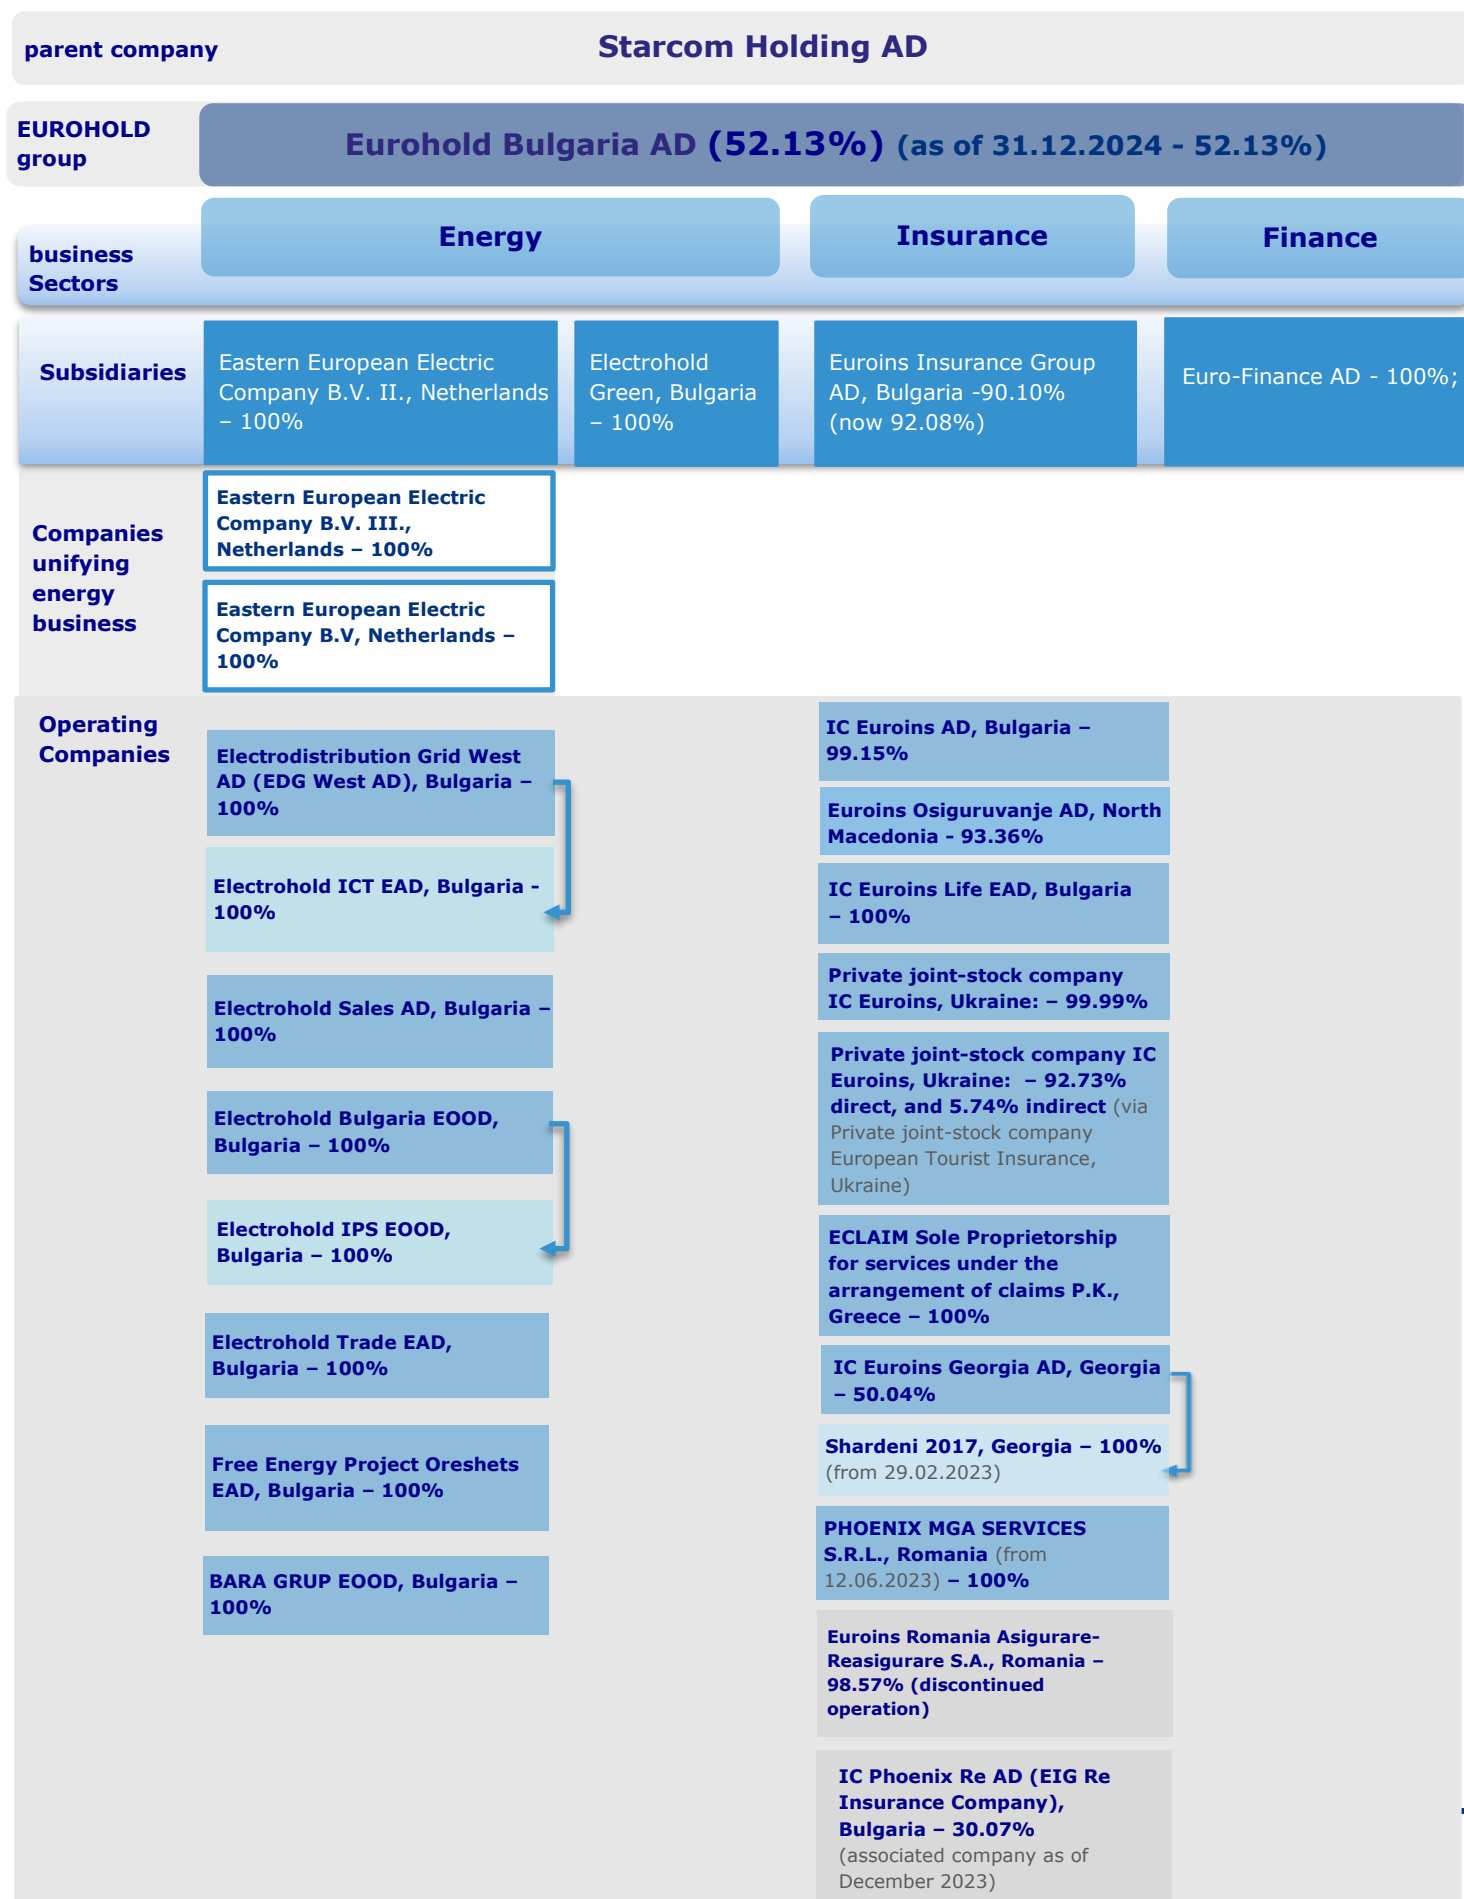 parent company
Starcom Holding AD
EUROHOLD
group
Eurohold Bulgaria AD (52.13%) (as of 31.12.2024 - 52.13%)
business
Sectors
Energy
Insurance
Finance
Subsidiaries
Eastern European Electric
Company B.V. II., Netherlands
– 100%
Electrohold
Green, Bulgaria
– 100%
Euroins Insurance Group
AD, Bulgaria -90.10%
(now 92.08%)
Euro-Finance AD - 100%;
Companies
unifying
energy
business
Eastern European Electric
Company B.V. III.,
Netherlands – 100%
Eastern European Electric
Company B.V, Netherlands –
100%
Operating
Companies
Electrodistribution Grid West
AD (EDG West AD), Bulgaria –
100%
Electrohold ICT EAD, Bulgaria -
100%
Electrohold Sales AD, Bulgaria –
100%
Electrohold Bulgaria EOOD,
Bulgaria – 100%
Electrohold IPS EOOD,
Bulgaria – 100%
Electrohold Trade EAD,
Bulgaria – 100%
Free Energy Project Oreshets
EAD, Bulgaria – 100%
BARA GRUP EOOD, Bulgaria –
100%
IC Euroins AD, Bulgaria –
99.15%
Euroins Osiguruvanje AD, North
Macedonia - 93.36%
IC Euroins Life EAD, Bulgaria
– 100%
Private joint-stock company
IC Euroins, Ukraine: – 99.99%
Private joint-stock company IC
Euroins, Ukraine:  – 92.73%
direct, and 5.74% indirect (via
Private joint-stock company
European Tourist Insurance,
Ukraine)
ECLAIM Sole Proprietorship
for services under the
arrangement of claims P.K.,
Greece – 100%
IC Euroins Georgia AD, Georgia
– 50.04%
Shardeni 2017, Georgia – 100%
(from 29.02.2023)
PHOENIX MGA SERVICES
S.R.L., Romania (from
12.06.2023) – 100%
Euroins Romania Asigurare-
Reasigurare S.A., Romania –
98.57% (discontinued
operation)
IC Phoenix Re AD (EIG Re
Insurance Company),
Bulgaria – 30.07%
(associated company as of
December 2023)